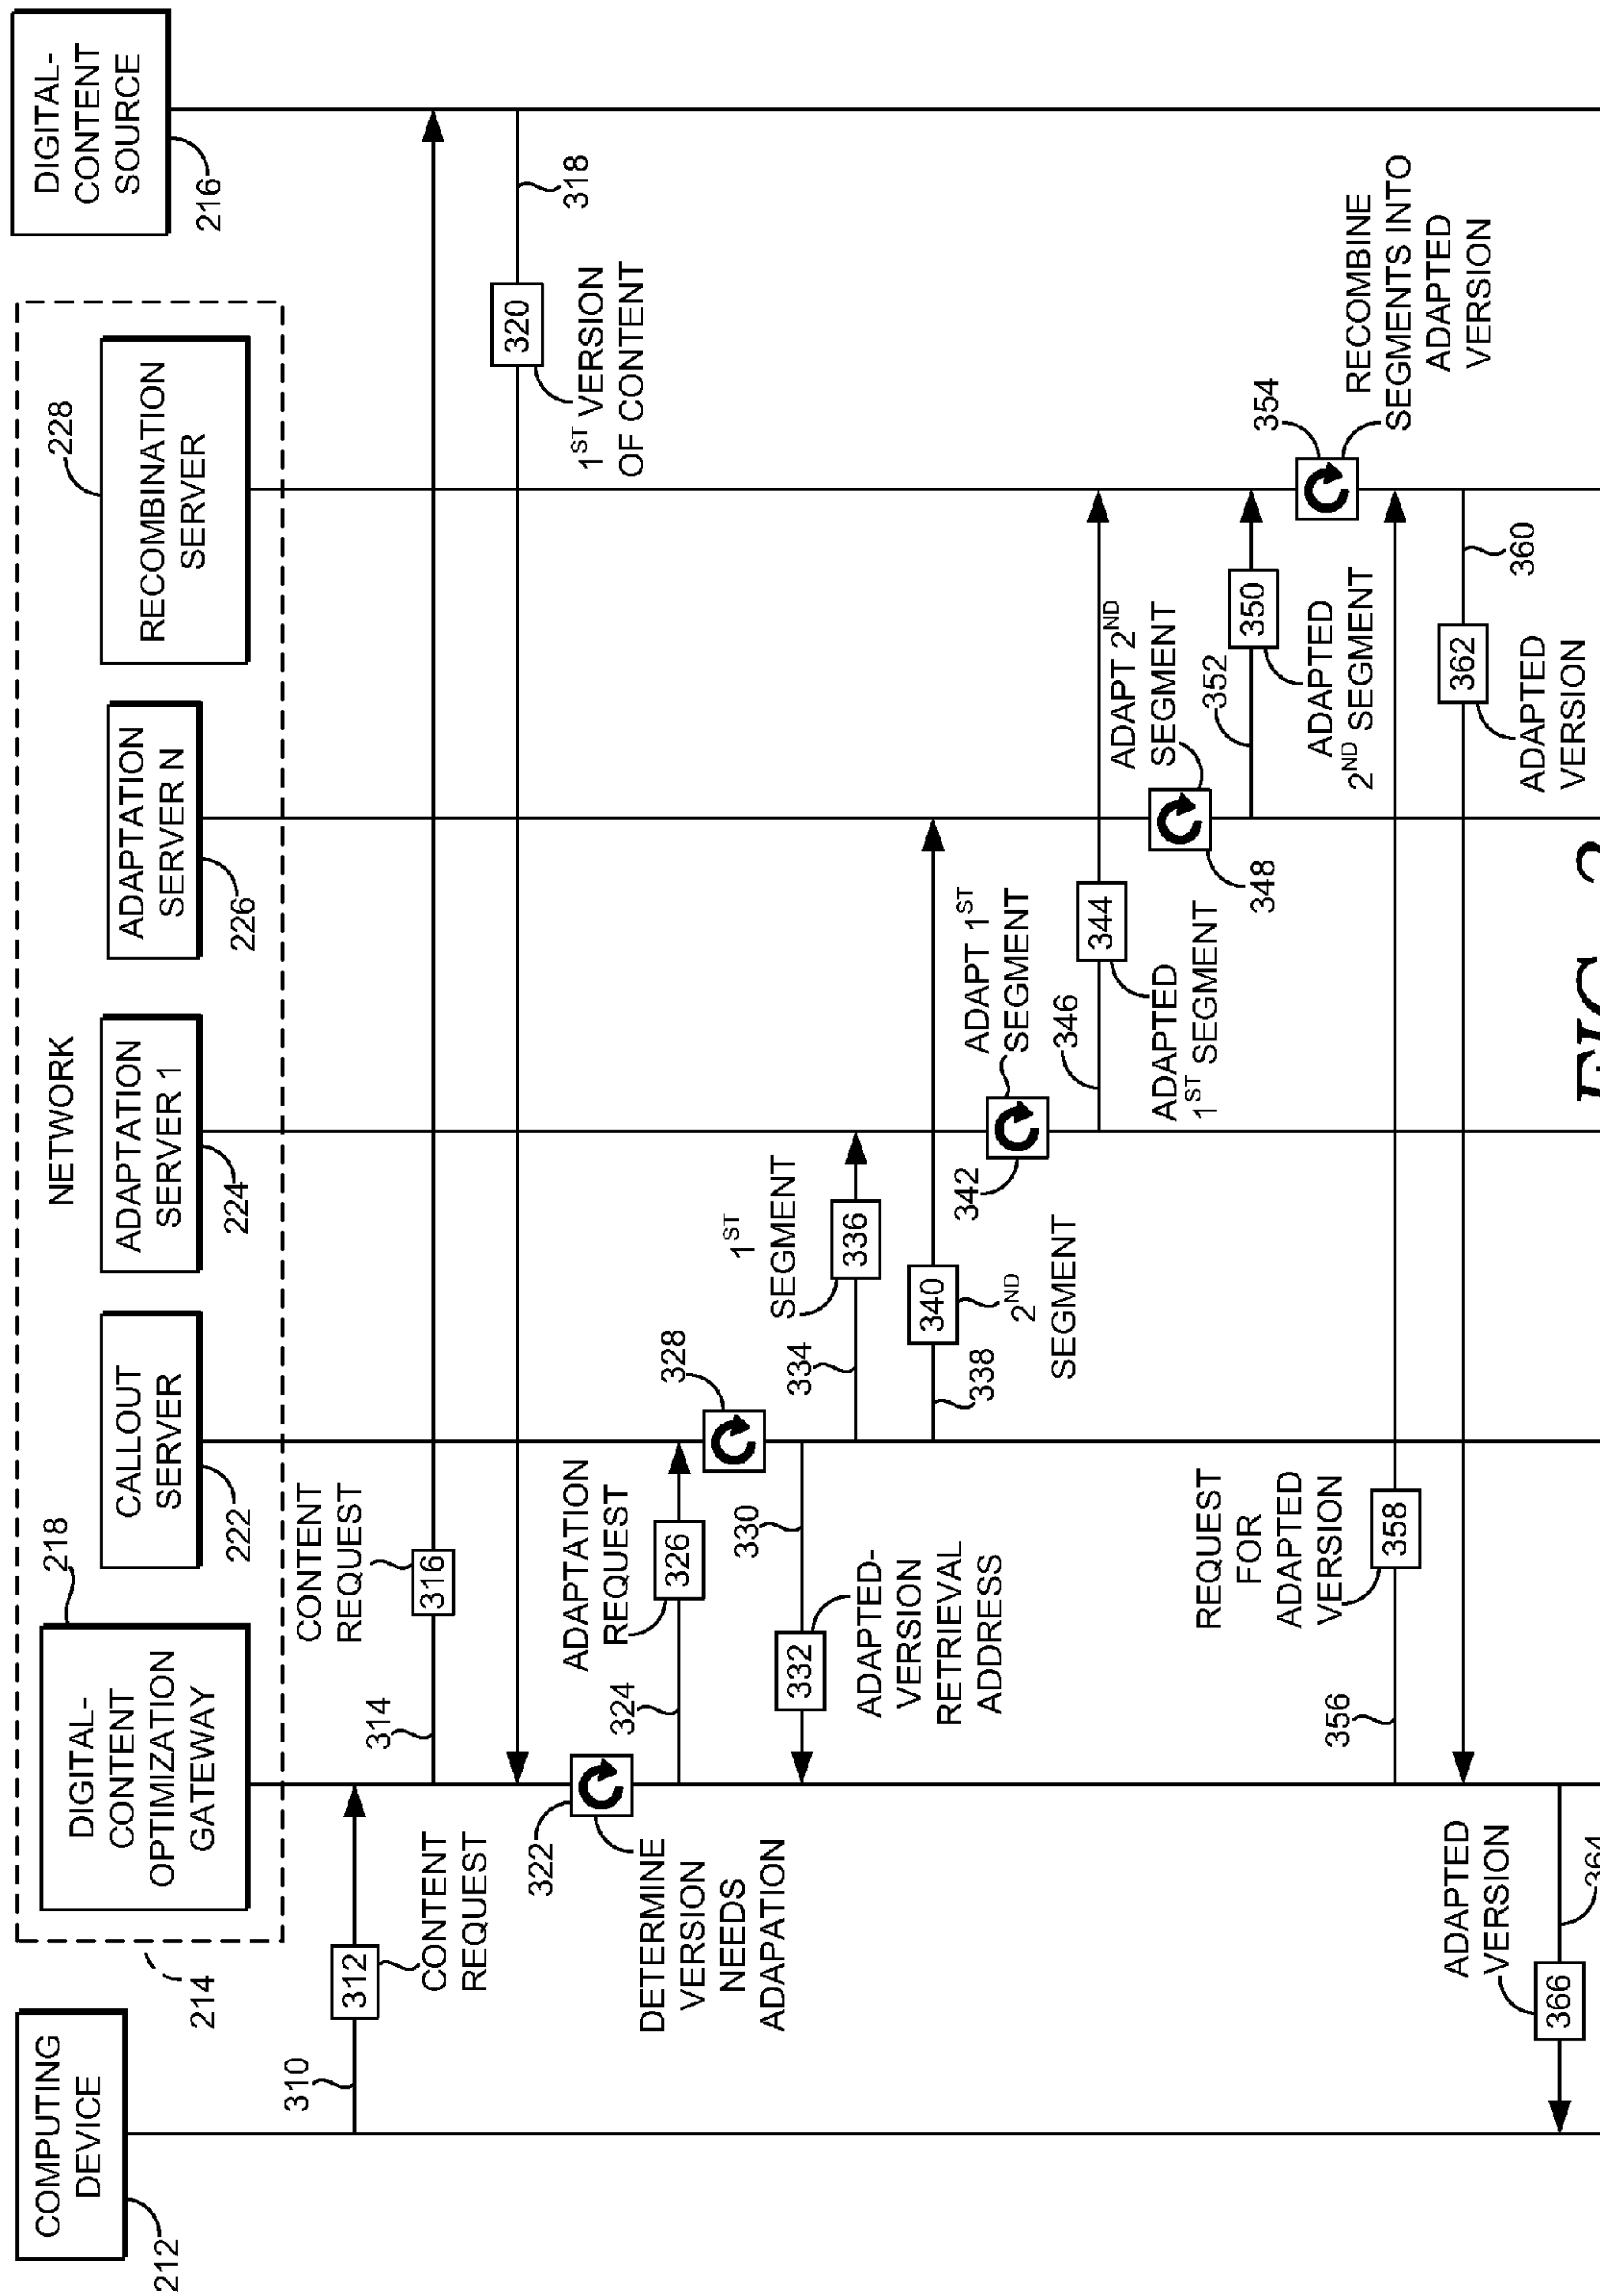 COMPUTING
DEVICE
212
214
NETWORK
DIGITAL-
CONTENT
OPTIMIZATION
GATEWAY
218
CALLOUT
SERVER
222
ADAPTATION
SERVER 1
224
ADAPTATION
SERVER N
226
RECOMBINATION
SERVER
228
DIGITAL-
CONTENT
SOURCE
216
310
312
CONTENT
REQUEST
314
316
CONTENT
REQUEST
318
320
1ST VERSION
OF CONTENT
322
DETERMINE
VERSION
NEEDS
ADAPATION
324
326
ADAPTATION
REQUEST
328
330
332
ADAPTED-
VERSION
RETRIEVAL
ADDRESS
334
336
1ST
SEGMENT
338
340
2ND
SEGMENT
342
ADAPT 1ST
SEGMENT
346
344
ADAPTED
1ST SEGMENT
348
ADAPT 2ND
SEGMENT
352
350
ADAPTED
2ND SEGMENT
354
RECOMBINE
SEGMENTS INTO
ADAPTED
VERSION
356
358
REQUEST
FOR
ADAPTED
VERSION
360
362
ADAPTED
VERSION
364
366
ADAPTED
VERSION